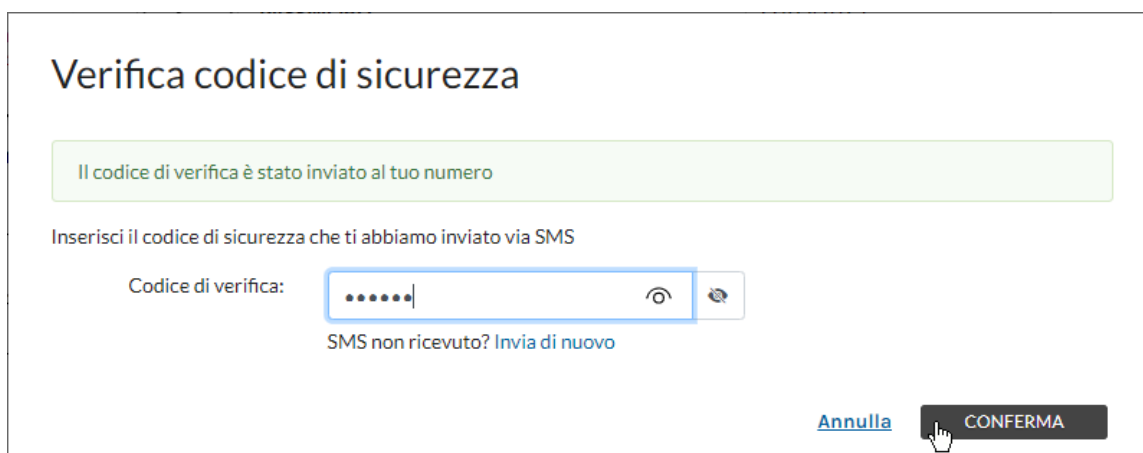 Verifica codice di sicurezza
Il codice di verifica è stato inviato al tuo numero
Inserisci il codice di sicurezza che ti abbiamo inviato via SMS
Codice di verifica: ••••••
SMS non ricevuto? Invia di nuovo
Annulla CONFERMA